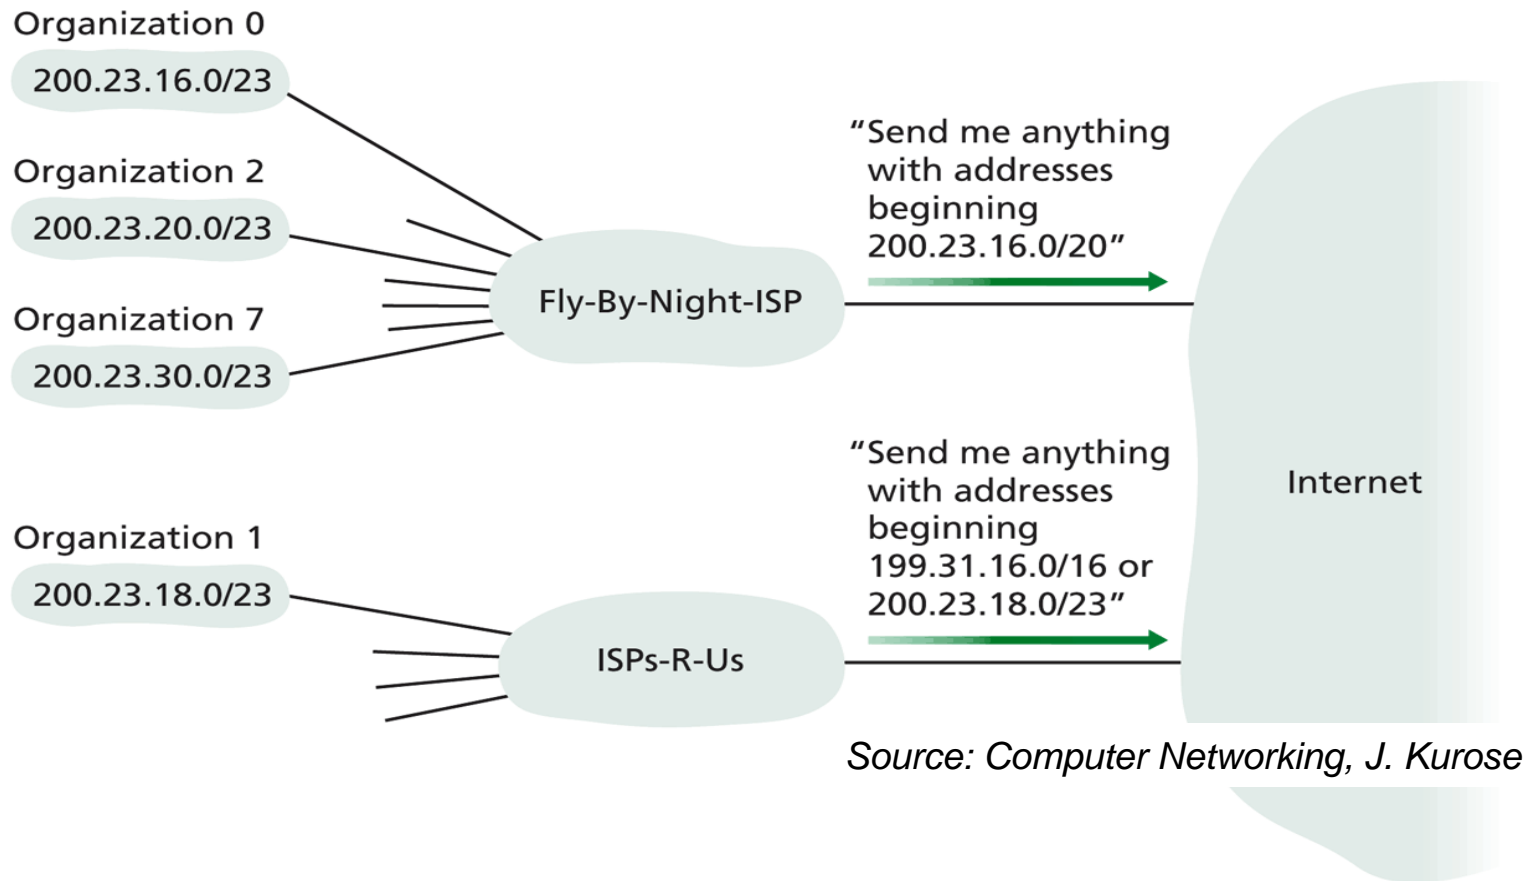 Organization 0
200.23.16.0/23
Organization 2
200.23.20.0/23
Organization 7
200.23.30.0/23
Fly-By-Night-ISP
“Send me anything
with addresses
beginning
200.23.16.0/20”
Organization 1
200.23.18.0/23
ISPs-R-Us
“Send me anything
with addresses
beginning
199.31.16.0/16 or
200.23.18.0/23”
Internet
Source: Computer Networking, J. Kurose